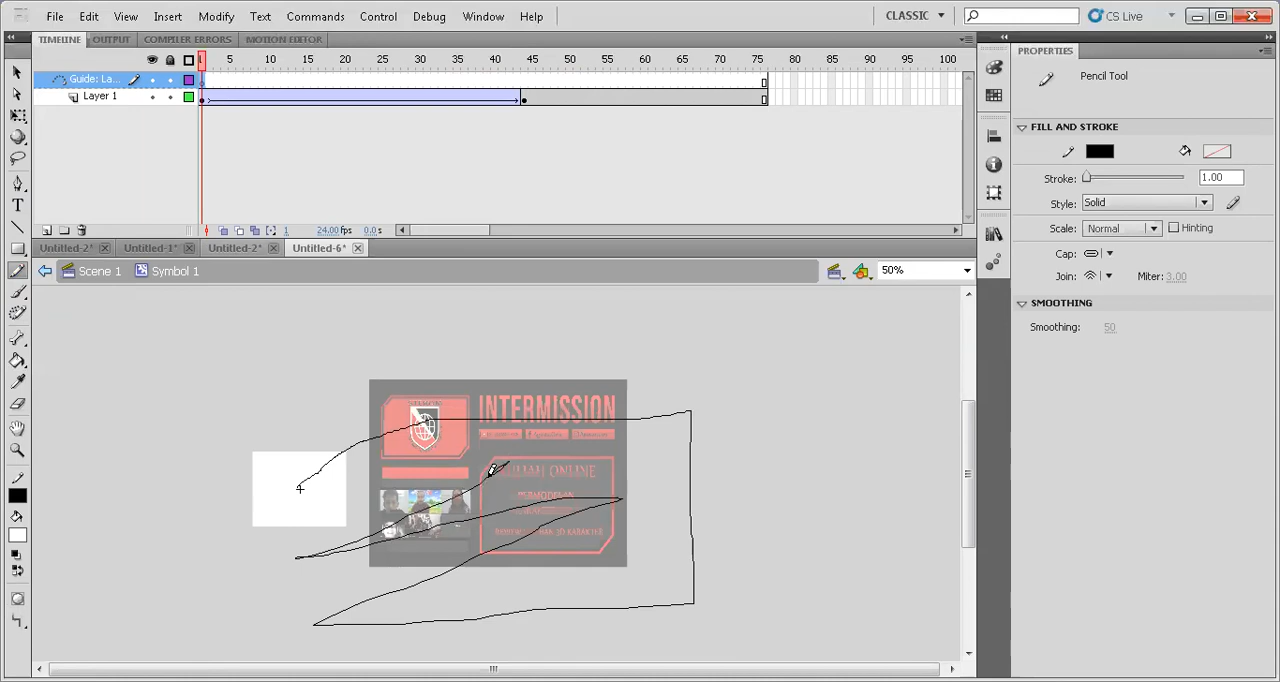 File Edit View Insert Modify Text Commands Control Debug Window Help
CLASSIC
CS Live
TIMELINE OUTPUT COMPILER ERRORS MOTION EDITOR
PROPERTIES
1 5 10 15 20 25 30 35 40 45 50 55 60 65 70 75 80 85 90 95 100
Guide: La...
Layer 1
Pencil Tool
FILL AND STROKE
Stroke: 1.00
Style: Solid
Scale: Normal Hinting
Cap:
Join: Miter: 3.00
SMOOTHING
Smoothing: 50
1 24.00 fps 0.0 s
Untitled-2* Untitled-1* Untitled-2* Untitled-6*
Scene 1 Symbol 1
50%
INTERMISSION
ONLINE
3D KARAKTER